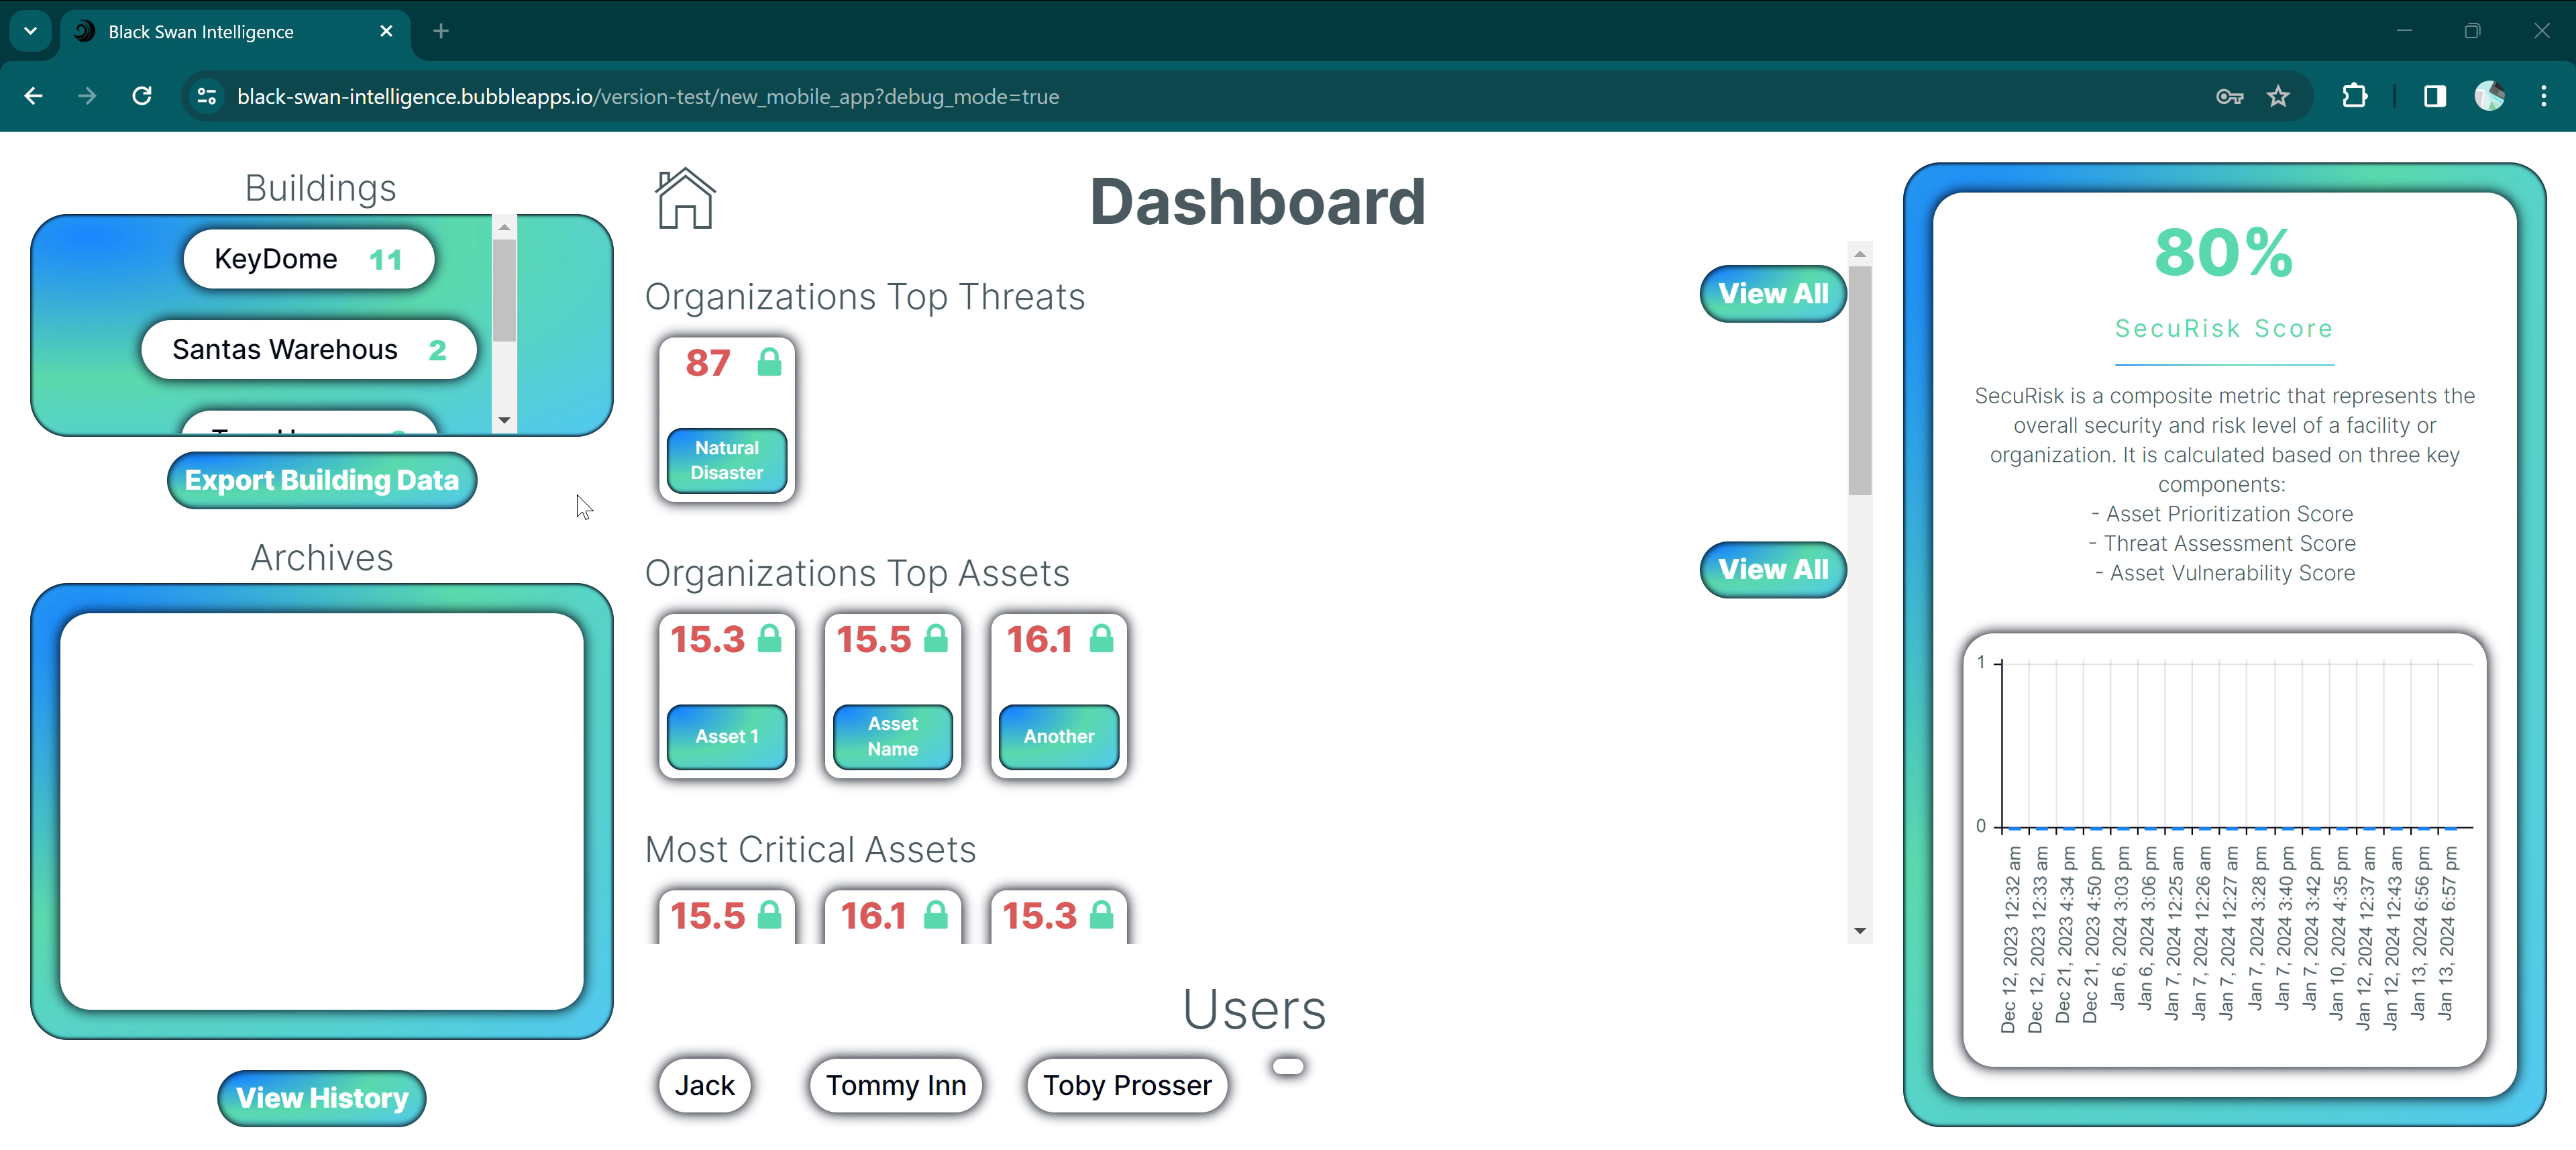 Black Swan Intelligence
black-swan-intelligence.bubbleapps.io/version-test/new_mobile_app?debug_mode=true
Buildings
KeyDome 11
Santas Warehous 2
Export Building Data
Archives
View History
Dashboard
Organizations Top Threats
View All
87
Natural
Disaster
Organizations Top Assets
View All
15.3
Asset 1
15.5
Asset
Name
16.1
Another
Most Critical Assets
15.5
16.1
15.3
Users
Jack
Tommy Inn
Toby Prosser
80%
SecuRisk Score
SecuRisk is a composite metric that represents the
overall security and risk level of a facility or
organization. It is calculated based on three key
components:
- Asset Prioritization Score
- Threat Assessment Score
- Asset Vulnerability Score
1
0
Dec 12, 2023 12:32 am
Dec 12, 2023 12:33 am
Dec 21, 2023 4:34 pm
Dec 21, 2023 4:50 pm
Jan 6, 2024 3:03 pm
Jan 6, 2024 3:06 pm
Jan 7, 2024 12:25 am
Jan 7, 2024 12:26 am
Jan 7, 2024 12:27 am
Jan 7, 2024 3:28 pm
Jan 7, 2024 3:40 pm
Jan 7, 2024 3:42 pm
Jan 10, 2024 4:35 pm
Jan 12, 2024 12:37 am
Jan 12, 2024 12:43 am
Jan 13, 2024 6:56 pm
Jan 13, 2024 6:57 pm